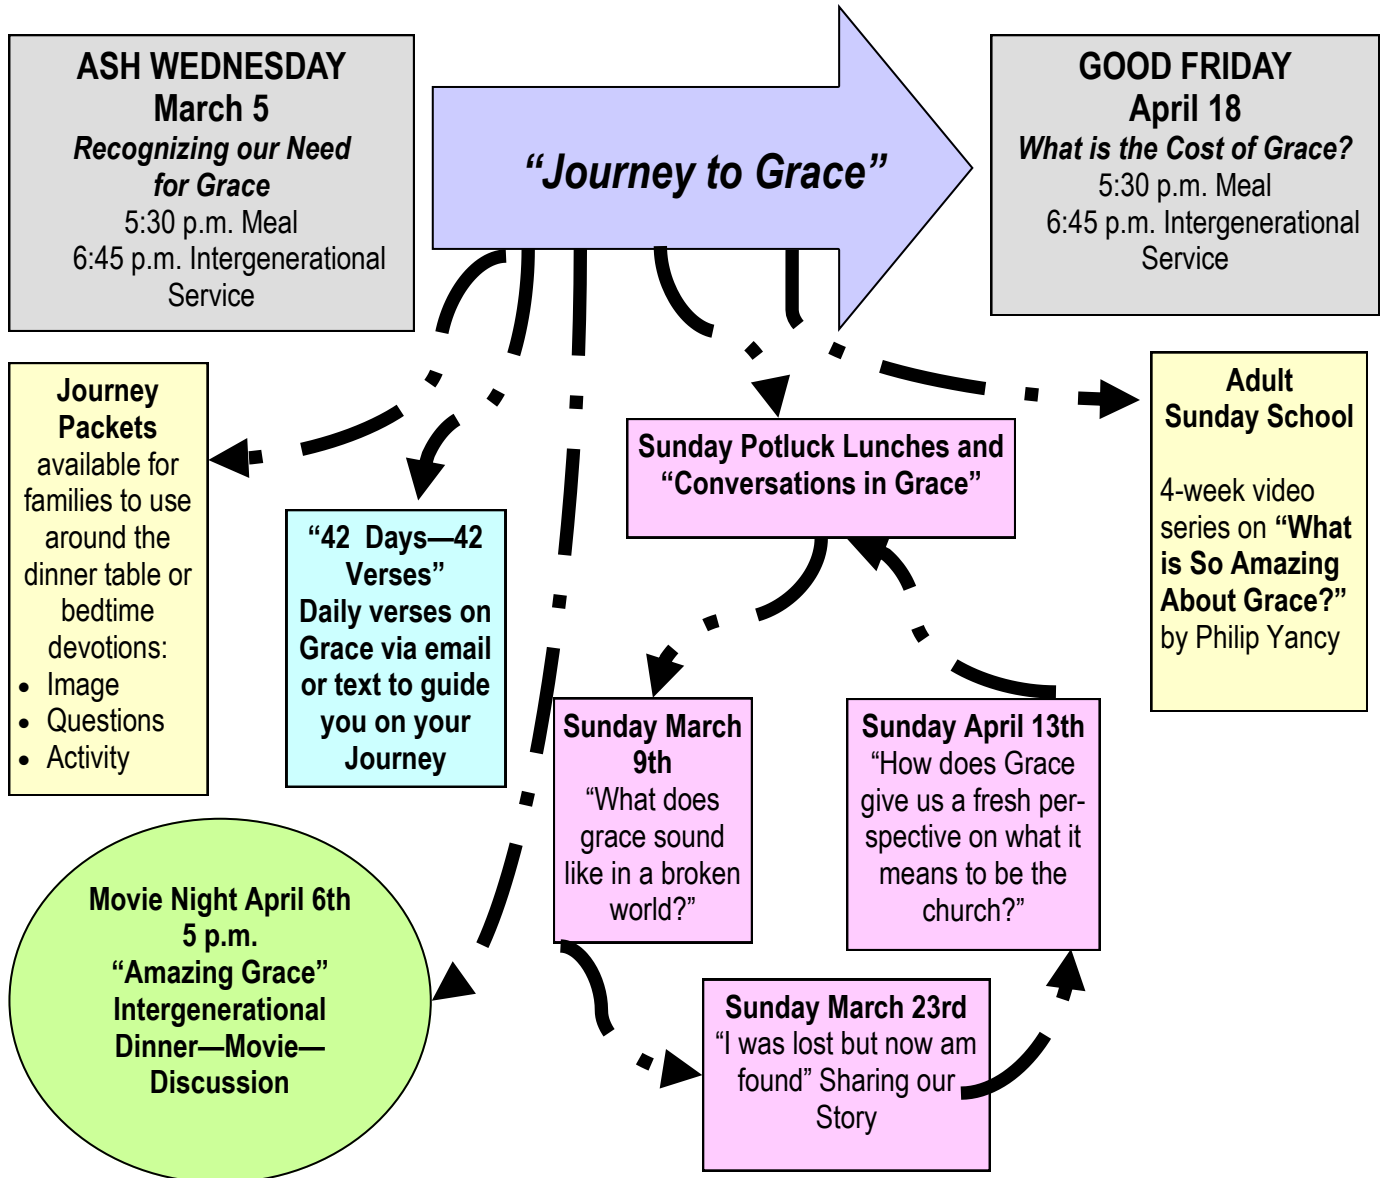 ASH WEDNESDAY
March 5
Recognizing our Need
for Grace
5:30 p.m. Meal
6:45 p.m. Intergenerational
Service
“Journey to Grace”
GOOD FRIDAY
April 18
What is the Cost of Grace?
5:30 p.m. Meal
6:45 p.m. Intergenerational
Service
Journey
Packets
available for
families to use
around the
dinner table or
bedtime
devotions:
• Image
• Questions
• Activity
“42 Days—42
Verses”
Daily verses on
Grace via email
or text to guide
you on your
Journey
Sunday Potluck Lunches and
“Conversations in Grace”
Adult
Sunday School
4-week video
series on “What
is So Amazing
About Grace?”
by Philip Yancy
Sunday March
9th
“What does
grace sound
like in a broken
world?”
Sunday April 13th
“How does Grace
give us a fresh per-
spective on what it
means to be the
church?”
Movie Night April 6th
5 p.m.
“Amazing Grace”
Intergenerational
Dinner—Movie—
Discussion
Sunday March 23rd
“I was lost but now am
found” Sharing our
Story